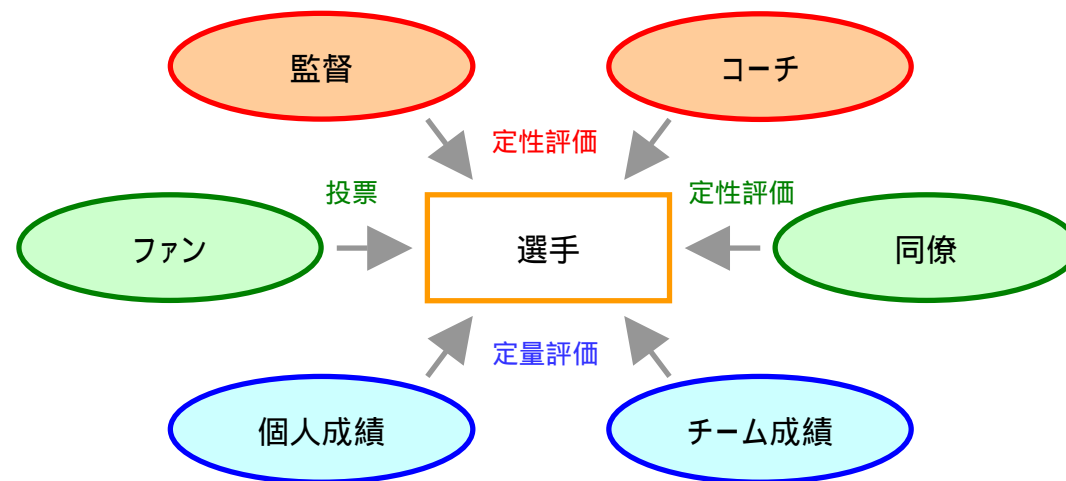 監督
コーチ
定性評価
投票
定性評価
ファン
選手
同僚
定量評価
個人成績
チーム成績